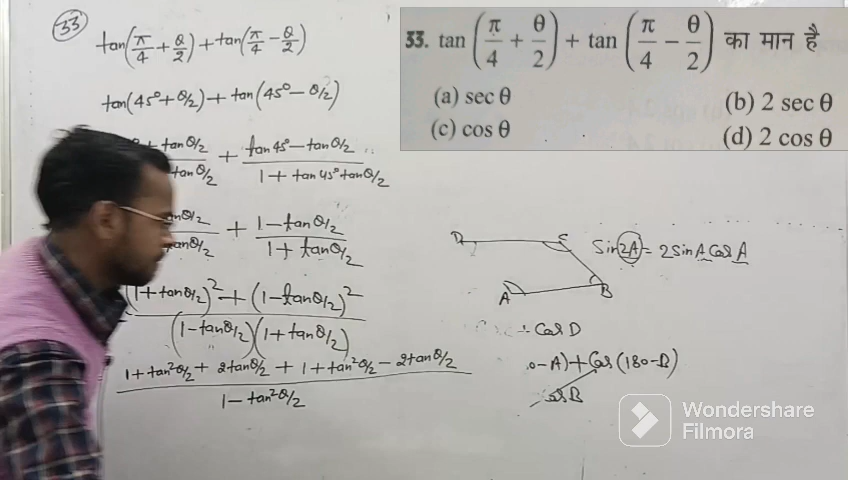 33
tan(π/4 + θ/2) + tan(π/4 - θ/2)
tan(45° + θ/2) + tan(45° - θ/2)
+ tanθ/2 / tanθ/2 + tan45° - tanθ/2 / 1 + tan45° tanθ/2
+ 1 - tanθ/2 / 1 + tanθ/2
(1 + tanθ/2)² + (1 - tanθ/2)² / (1 - tanθ/2)(1 + tanθ/2)
1 + tan²θ/2 + 2tanθ/2 + 1 + tan²θ/2 - 2tanθ/2 / 1 - tan²θ/2
33. tan(π/4 + θ/2) + tan(π/4 - θ/2) का मान है
(a) sec θ (b) 2 sec θ
(c) cos θ (d) 2 cos θ
D C
A B
Sin(2A) = 2SinA CosA
CosD
-A) + Cos(180-B)
CosB
Wondershare
Filmora